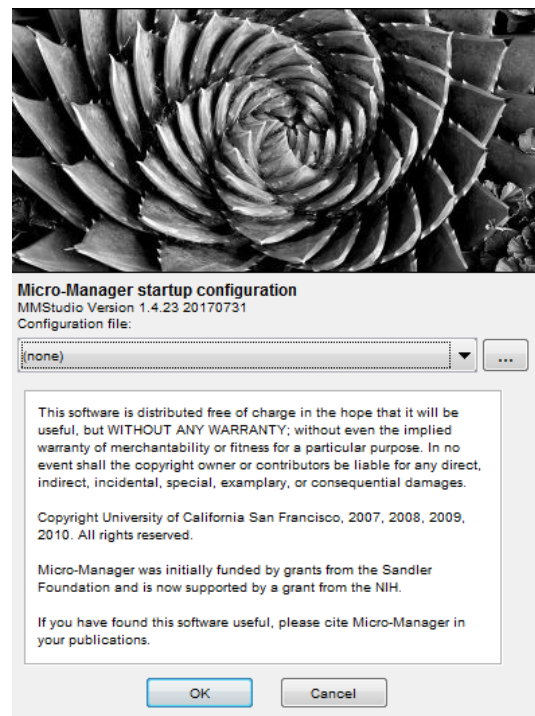 Micro-Manager startup configuration
MMStudio Version 1.4.23 20170731
Configuration file:
(none)
...
This software is distributed free of charge in the hope that it will be
useful, but WITHOUT ANY WARRANTY; without even the implied
warranty of merchantability or fitness for a particular purpose. In no
event shall the copyright owner or contributors be liable for any direct,
indirect, incidental, special, examplary, or consequential damages.
Copyright University of California San Francisco, 2007, 2008, 2009,
2010. All rights reserved.
Micro-Manager was initially funded by grants from the Sandler
Foundation and is now supported by a grant from the NIH.
If you have found this software useful, please cite Micro-Manager in
your publications.
OK
Cancel